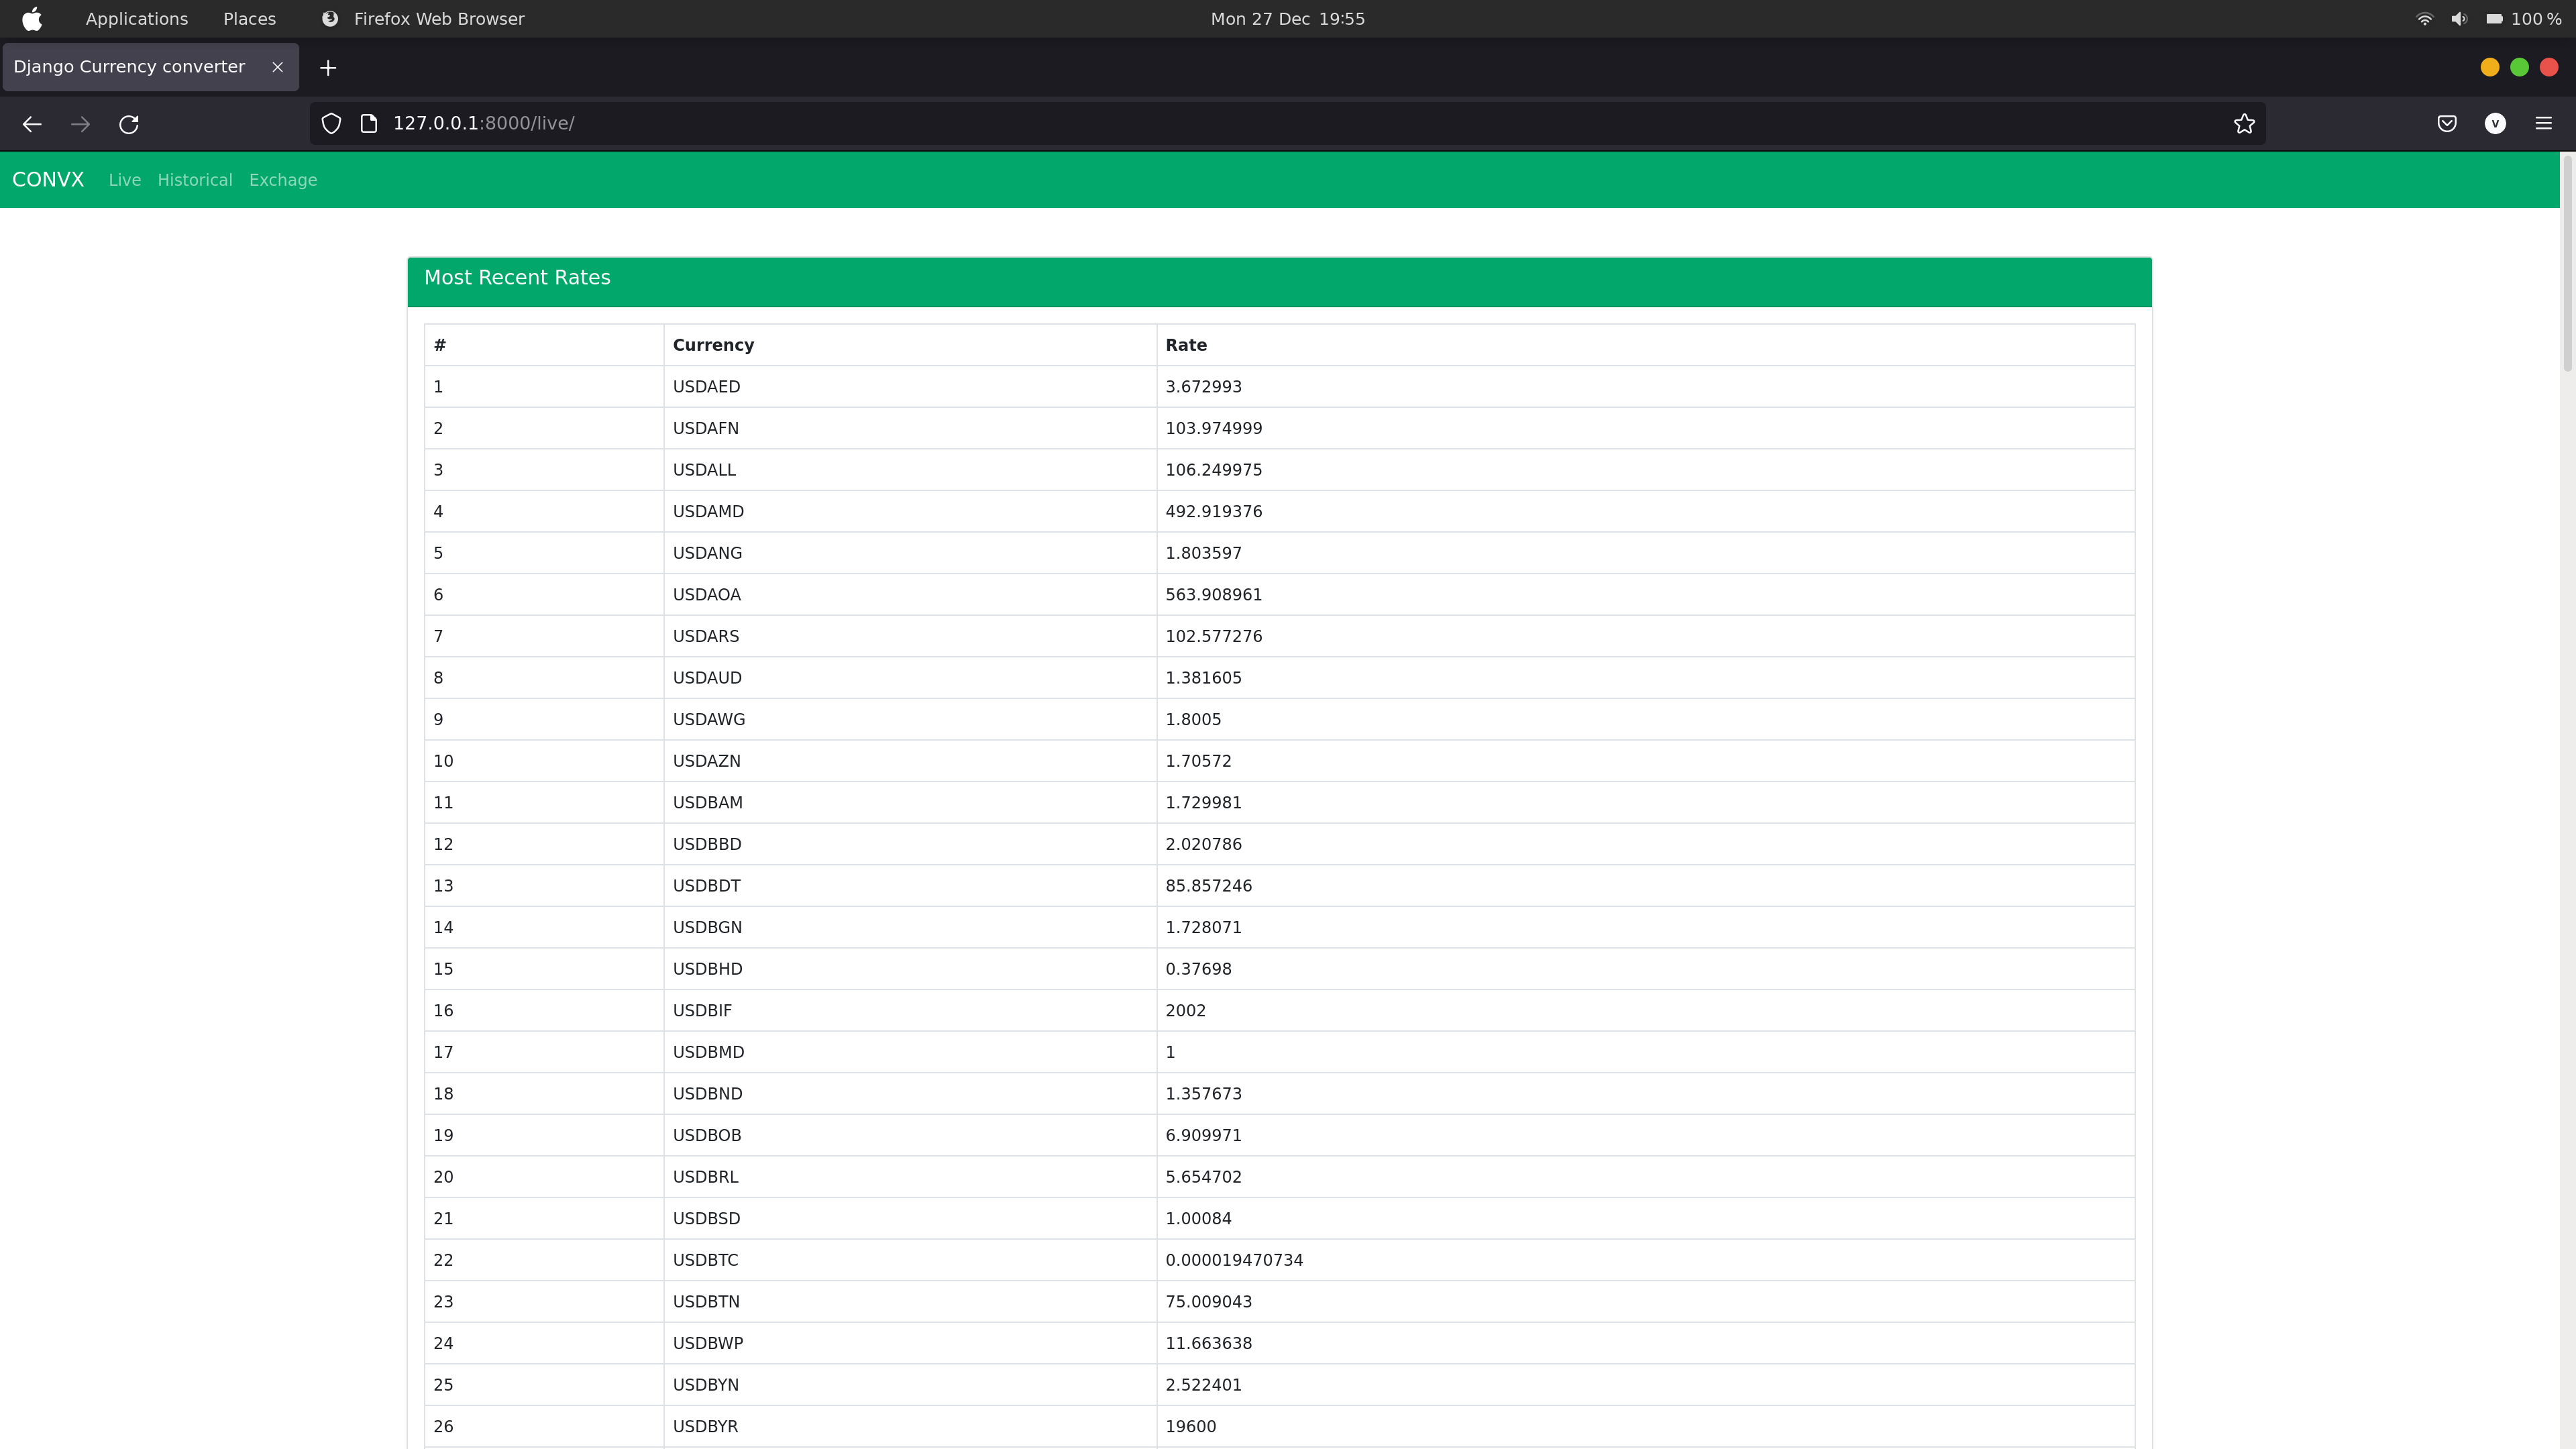 Applications Places Firefox Web Browser Mon 27 Dec 19:55 100 %
Django Currency converter
127.0.0.1:8000/live/ V
CONVX Live Historical Exchage
Most Recent Rates
# Currency Rate
1 USDAED 3.672993
2 USDAFN 103.974999
3 USDALL 106.249975
4 USDAMD 492.919376
5 USDANG 1.803597
6 USDAOA 563.908961
7 USDARS 102.577276
8 USDAUD 1.381605
9 USDAWG 1.8005
10 USDAZN 1.70572
11 USDBAM 1.729981
12 USDBBD 2.020786
13 USDBDT 85.857246
14 USDBGN 1.728071
15 USDBHD 0.37698
16 USDBIF 2002
17 USDBMD 1
18 USDBND 1.357673
19 USDBOB 6.909971
20 USDBRL 5.654702
21 USDBSD 1.00084
22 USDBTC 0.000019470734
23 USDBTN 75.009043
24 USDBWP 11.663638
25 USDBYN 2.522401
26 USDBYR 19600